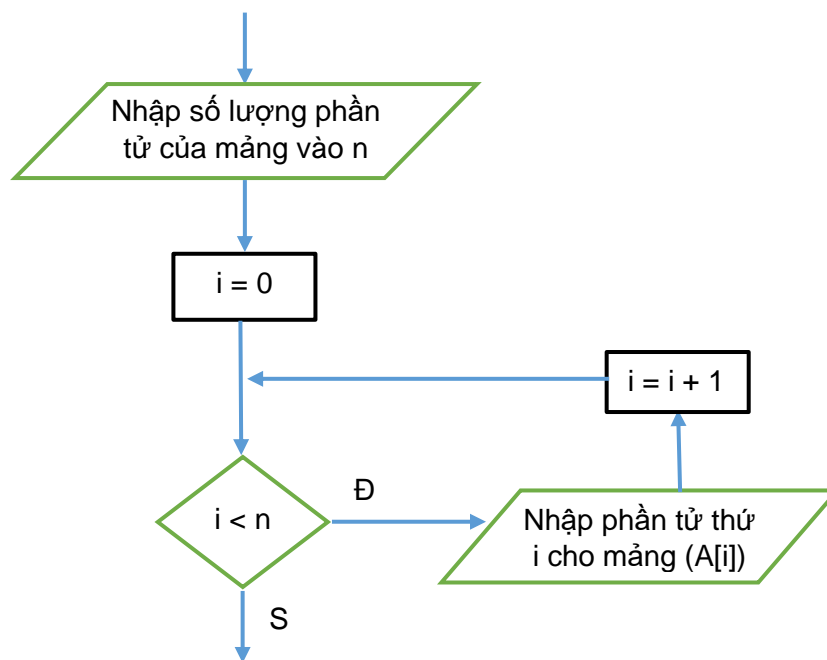 Nhập số lượng phần
tử của mảng vào n
i = 0
i = i + 1
i < n
Đ
Nhập phần tử thứ
i cho mảng (A[i])
S